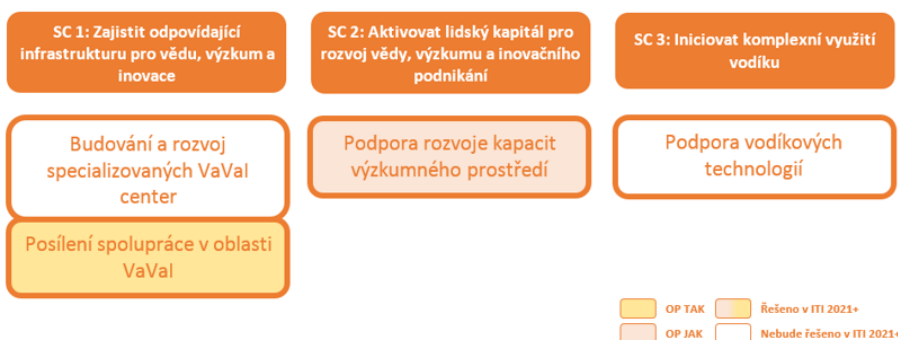 SC 1: Zajistit odpovídající
infrastrukturu pro vědu, výzkum a
inovace
SC 2: Aktivovat lidský kapitál pro
rozvoj vědy, výzkumu a inovačního
podnikání
SC 3: Iniciovat komplexní využití
vodíku
Budování a rozvoj
specializovaných VaVaI
center
Posílení spolupráce v oblasti
VaVaI
Podpora rozvoje kapacit
výzkumného prostředí
Podpora vodíkových
technologií
OP TAK
Řešeno v ITI 2021+
OP JAK
Nebude řešeno v ITI 2021+